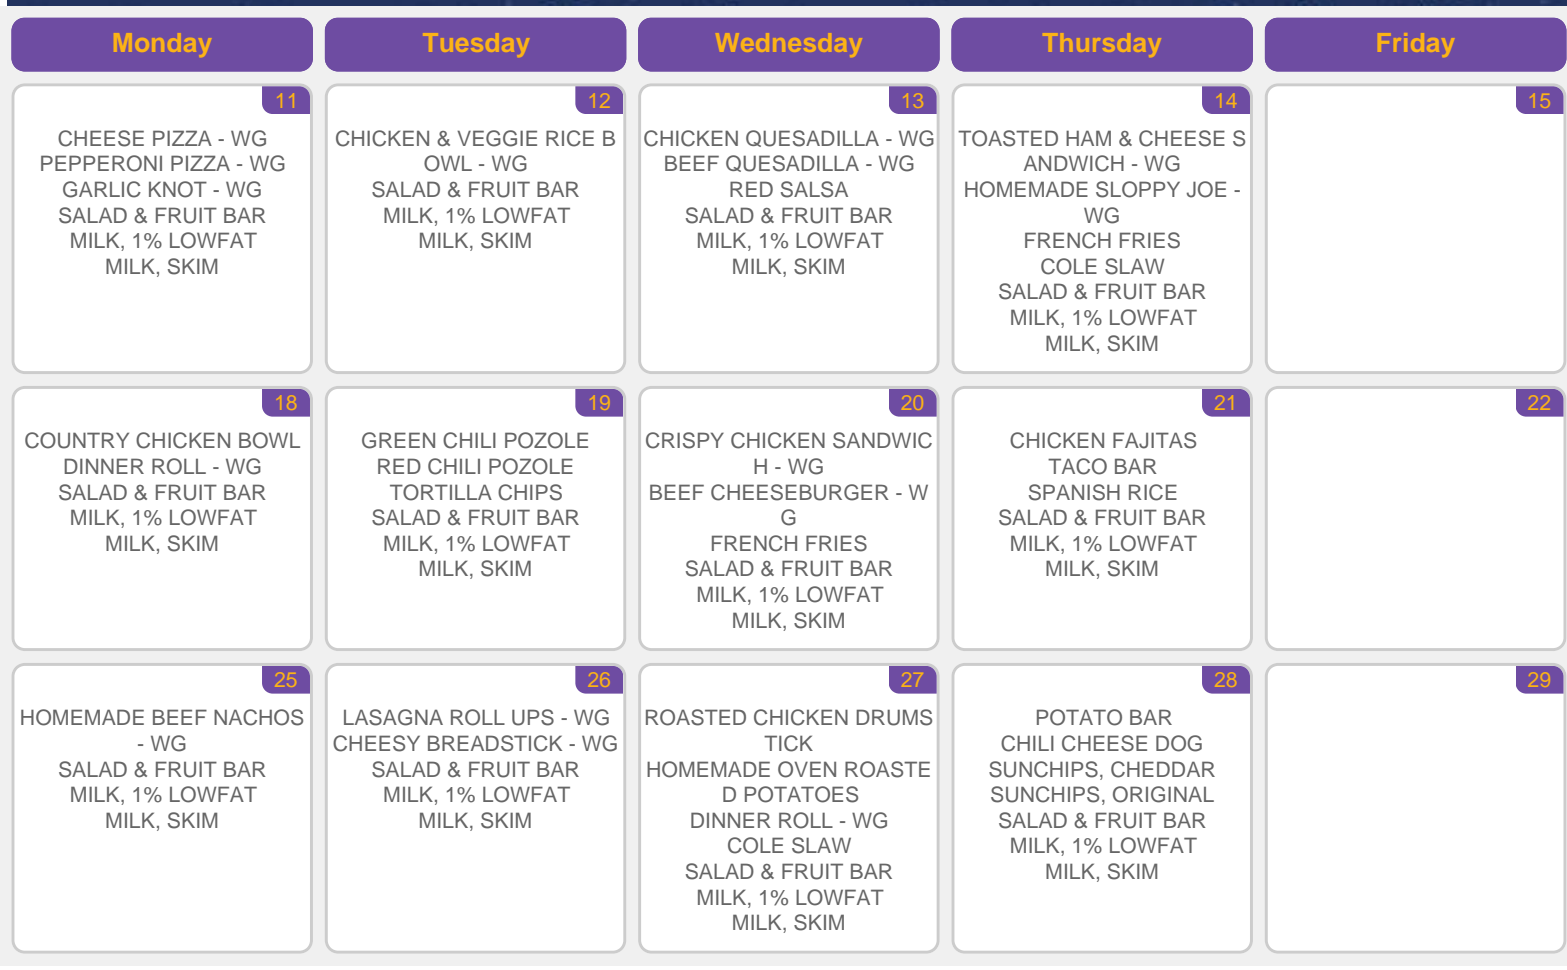 Monday
Tuesday
Wednesday
Thursday
Friday
11
CHEESE PIZZA - WG
PEPPERONI PIZZA - WG
GARLIC KNOT - WG
SALAD & FRUIT BAR
MILK, 1% LOWFAT
MILK, SKIM
12
CHICKEN & VEGGIE RICE B
OWL - WG
SALAD & FRUIT BAR
MILK, 1% LOWFAT
MILK, SKIM
13
CHICKEN QUESADILLA - WG
BEEF QUESADILLA - WG
RED SALSA
SALAD & FRUIT BAR
MILK, 1% LOWFAT
MILK, SKIM
14
TOASTED HAM & CHEESE S
ANDWICH - WG
HOMEMADE SLOPPY JOE -
WG
FRENCH FRIES
COLE SLAW
SALAD & FRUIT BAR
MILK, 1% LOWFAT
MILK, SKIM
15
18
COUNTRY CHICKEN BOWL
DINNER ROLL - WG
SALAD & FRUIT BAR
MILK, 1% LOWFAT
MILK, SKIM
19
GREEN CHILI POZOLE
RED CHILI POZOLE
TORTILLA CHIPS
SALAD & FRUIT BAR
MILK, 1% LOWFAT
MILK, SKIM
20
CRISPY CHICKEN SANDWIC
H - WG
BEEF CHEESEBURGER - W
G
FRENCH FRIES
SALAD & FRUIT BAR
MILK, 1% LOWFAT
MILK, SKIM
21
CHICKEN FAJITAS
TACO BAR
SPANISH RICE
SALAD & FRUIT BAR
MILK, 1% LOWFAT
MILK, SKIM
22
25
HOMEMADE BEEF NACHOS
- WG
SALAD & FRUIT BAR
MILK, 1% LOWFAT
MILK, SKIM
26
LASAGNA ROLL UPS - WG
CHEESY BREADSTICK - WG
SALAD & FRUIT BAR
MILK, 1% LOWFAT
MILK, SKIM
27
ROASTED CHICKEN DRUMS
TICK
HOMEMADE OVEN ROASTE
D POTATOES
DINNER ROLL - WG
COLE SLAW
SALAD & FRUIT BAR
MILK, 1% LOWFAT
MILK, SKIM
28
POTATO BAR
CHILI CHEESE DOG
SUNCHIPS, CHEDDAR
SUNCHIPS, ORIGINAL
SALAD & FRUIT BAR
MILK, 1% LOWFAT
MILK, SKIM
29